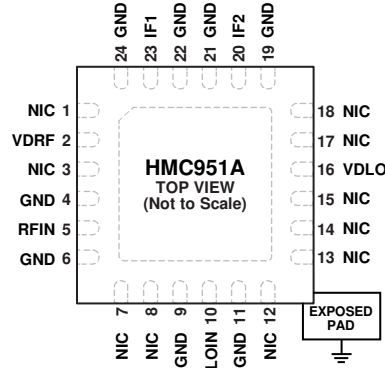 24 GND
23 IF1
22 GND
21 GND
20 IF2
19 GND
NIC 1
VDRF 2
NIC 3
GND 4
RFIN 5
GND 6
HMC951A
TOP VIEW
(Not to Scale)
18 NIC
17 NIC
16 VDLO
15 NIC
14 NIC
13 NIC
NIC 7
NIC 8
GND 9
LOIN 10
GND 11
NIC 12
EXPOSED
PAD